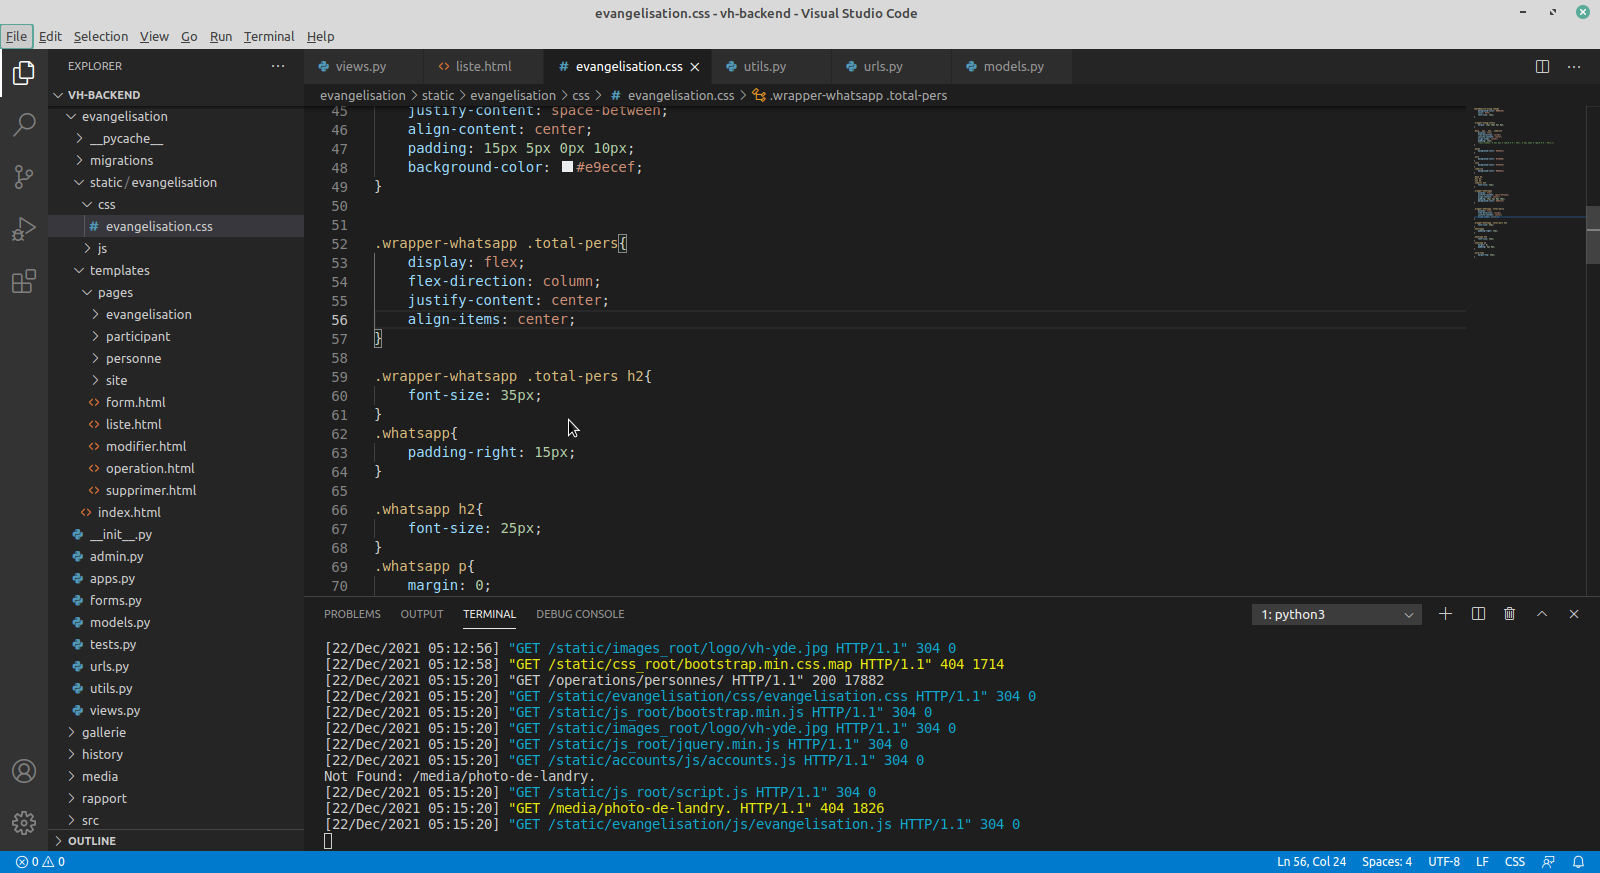 evangelisation.css - vh-backend - Visual Studio Code
File Edit Selection View Go Run Terminal Help
EXPLORER
VH-BACKEND
evangelisation
__pycache__
migrations
static/evangelisation
css
# evangelisation.css
js
templates
pages
evangelisation
participant
personne
site
<> form.html
<> liste.html
<> modifier.html
<> operation.html
<> supprimer.html
<> index.html
__init__.py
admin.py
apps.py
forms.py
models.py
tests.py
urls.py
utils.py
views.py
gallerie
history
media
rapport
src
OUTLINE
views.py <> liste.html # evangelisation.css utils.py urls.py models.py
evangelisation > static > evangelisation > css > # evangelisation.css > .wrapper-whatsapp .total-pers
45 justify-content: space-between;
46 align-content: center;
47 padding: 15px 5px 0px 10px;
48 background-color: #e9ecef;
49 }
50
51
52 .wrapper-whatsapp .total-pers{
53 display: flex;
54 flex-direction: column;
55 justify-content: center;
56 align-items: center;
57 }
58
59 .wrapper-whatsapp .total-pers h2{
60 font-size: 35px;
61 }
62 .whatsapp{
63 padding-right: 15px;
64 }
65
66 .whatsapp h2{
67 font-size: 25px;
68 }
69 .whatsapp p{
70 margin: 0;
PROBLEMS OUTPUT TERMINAL DEBUG CONSOLE 1: python3
[22/Dec/2021 05:12:56] "GET /static/images_root/logo/vh-yde.jpg HTTP/1.1" 304 0
[22/Dec/2021 05:12:58] "GET /static/css_root/bootstrap.min.css.map HTTP/1.1" 404 1714
[22/Dec/2021 05:15:20] "GET /operations/personnes/ HTTP/1.1" 200 17882
[22/Dec/2021 05:15:20] "GET /static/evangelisation/css/evangelisation.css HTTP/1.1" 304 0
[22/Dec/2021 05:15:20] "GET /static/js_root/bootstrap.min.js HTTP/1.1" 304 0
[22/Dec/2021 05:15:20] "GET /static/images_root/logo/vh-yde.jpg HTTP/1.1" 304 0
[22/Dec/2021 05:15:20] "GET /static/js_root/jquery.min.js HTTP/1.1" 304 0
[22/Dec/2021 05:15:20] "GET /static/accounts/js/accounts.js HTTP/1.1" 304 0
Not Found: /media/photo-de-landry.
[22/Dec/2021 05:15:20] "GET /static/js_root/script.js HTTP/1.1" 304 0
[22/Dec/2021 05:15:20] "GET /media/photo-de-landry. HTTP/1.1" 404 1826
[22/Dec/2021 05:15:20] "GET /static/evangelisation/js/evangelisation.js HTTP/1.1" 304 0
0 0 Ln 56, Col 24 Spaces: 4 UTF-8 LF CSS